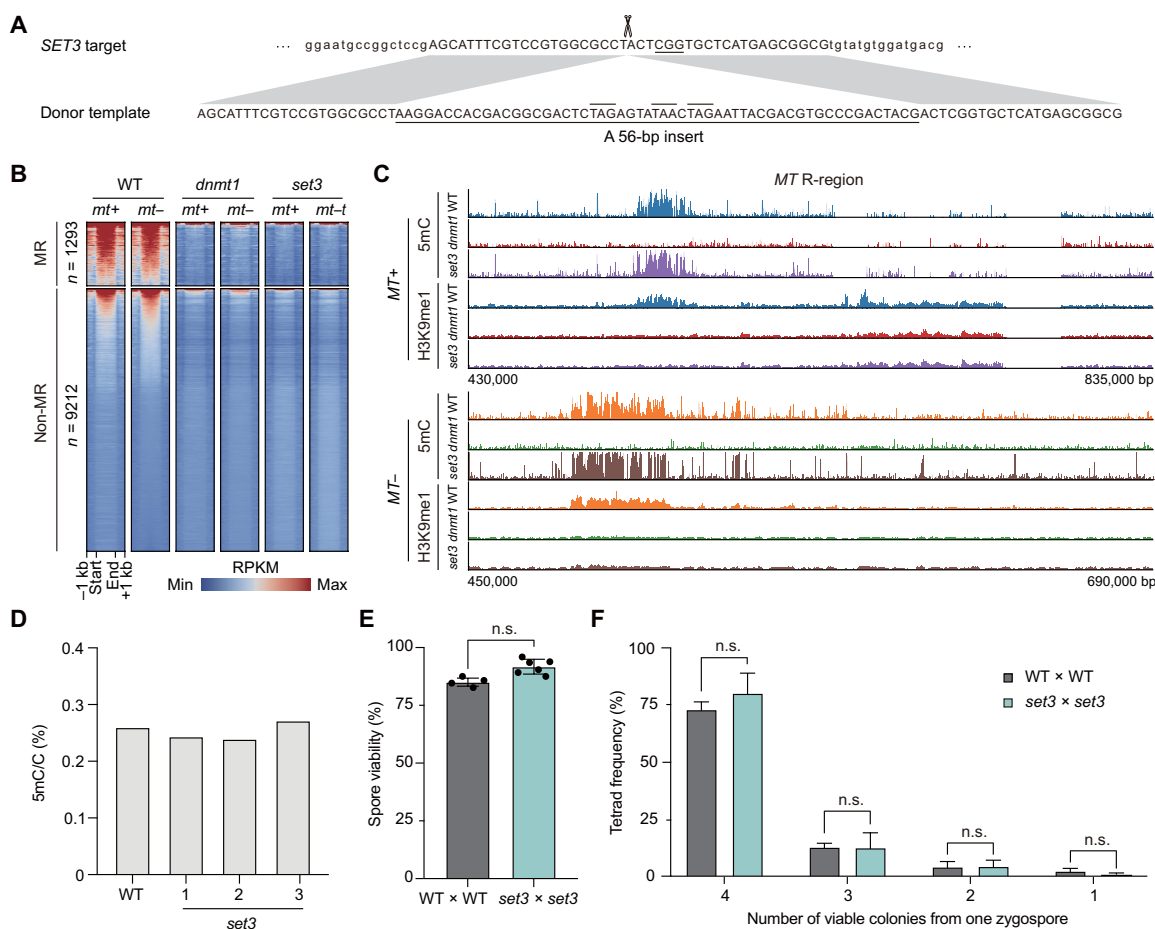 A
SET3 target
··· ggaatgccggctccgAGCATTTCGTCCGTGGCGCCTACTCGGTGCTCATGAGCGGCGtgtatgtggatgacg ···
Donor template
AGCATTTCGTCCGTGGCGCCTAAGGACCACGACGGCGACTCTAGAGTATAACTAGAATTACGACGTGCCCGACTACGACTCGGTGCTCATGAGCGGCG
A 56-bp insert
B
WT dnmt1 set3
mt+ mt– mt+ mt– mt+ mt–t
MR
n = 1293
Non-MR
n = 9212
–1 kb
Start
End
+1 kb
RPKM
Min Max
C
MT R-region
MT+
5mC
WT
dnmt1
set3
H3K9me1
WT
dnmt1
set3
430,000 835,000 bp
MT–
5mC
WT
dnmt1
set3
H3K9me1
WT
dnmt1
set3
450,000 690,000 bp
D
5mC/C (%)
0.4
0.3
0.2
0.1
0
WT 1 2 3
set3
E
Spore viability (%)
n.s.
100
75
50
25
0
WT × WT set3 × set3
F
Tetrad frequency (%)
100
75
50
25
0
n.s.
n.s.
n.s.
n.s.
WT × WT
set3 × set3
4 3 2 1
Number of viable colonies from one zygospore